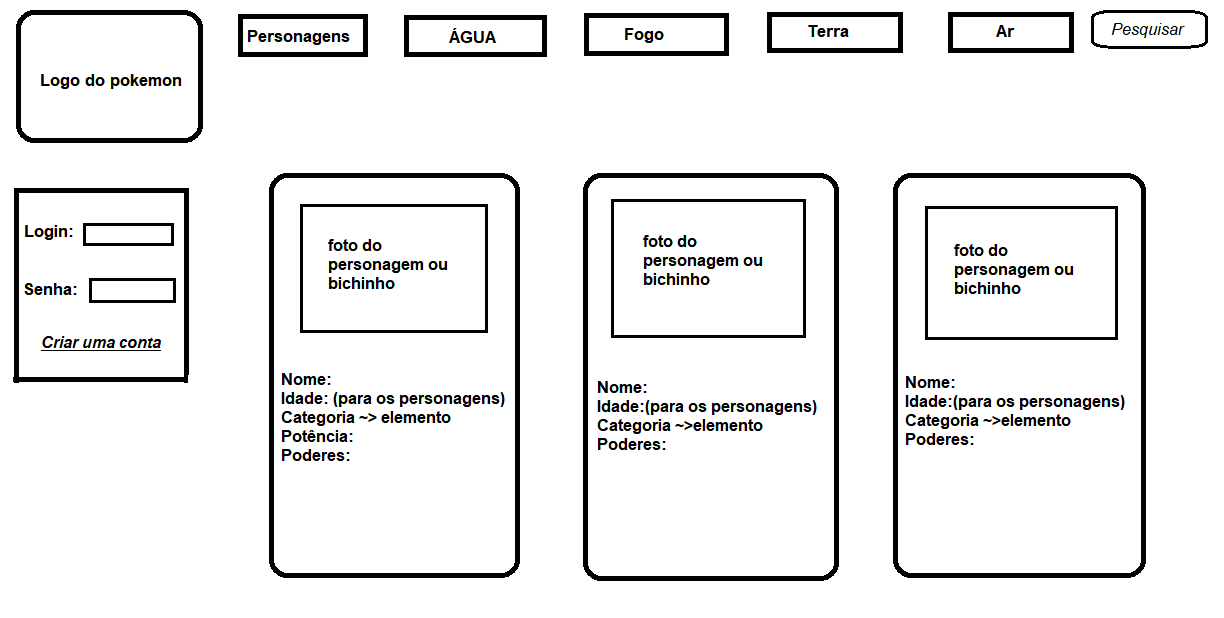 Logo do pokemon
Personagens
ÁGUA
Fogo
Terra
Ar
Pesquisar
Login:
Senha:
Criar uma conta
foto do
personagem ou
bichinho
Nome:
Idade: (para os personagens)
Categoria ~> elemento
Potência:
Poderes:
foto do
personagem ou
bichinho
Nome:
Idade:(para os personagens)
Categoria ~>elemento
Poderes:
foto do
personagem ou
bichinho
Nome:
Idade:(para os personagens)
Categoria ~>elemento
Poderes: